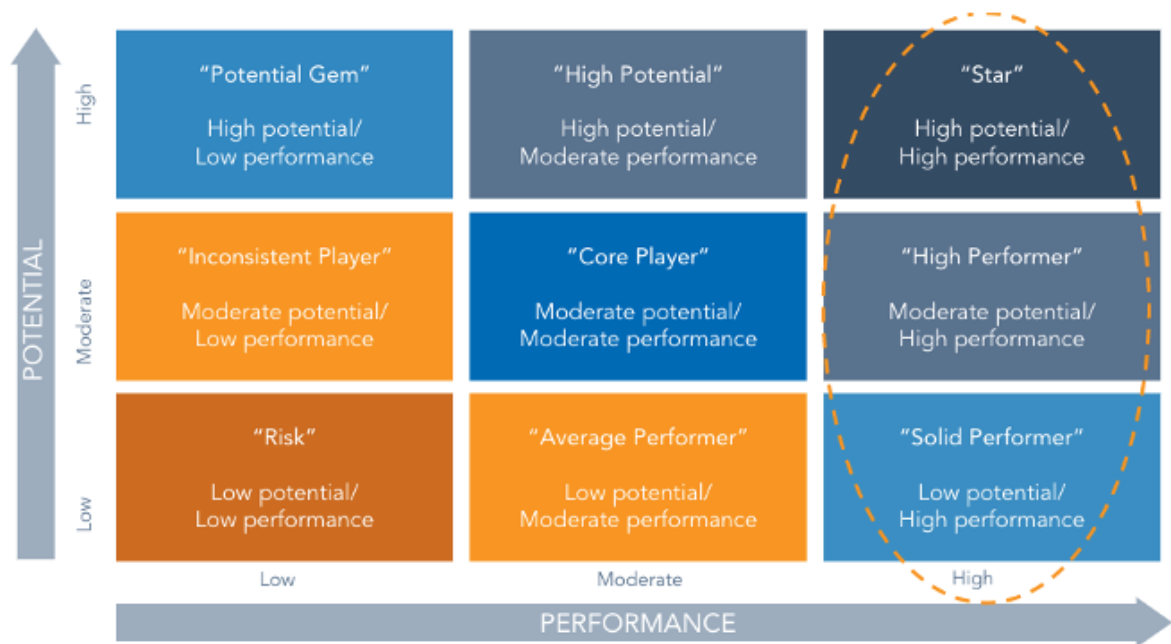 High
“Potential Gem”
High potential/
Low performance
“High Potential”
High potential/
Moderate performance
“Star”
High potential/
High performance
POTENTIAL
Moderate
“Inconsistent Player”
Moderate potential/
Low performance
“Core Player”
Moderate potential/
Moderate performance
“High Performer”
Moderate potential/
High performance
Low
“Risk”
Low potential/
Low performance
“Average Performer”
Low potential/
Moderate performance
“Solid Performer”
Low potential/
High performance
Low
Moderate
High
PERFORMANCE